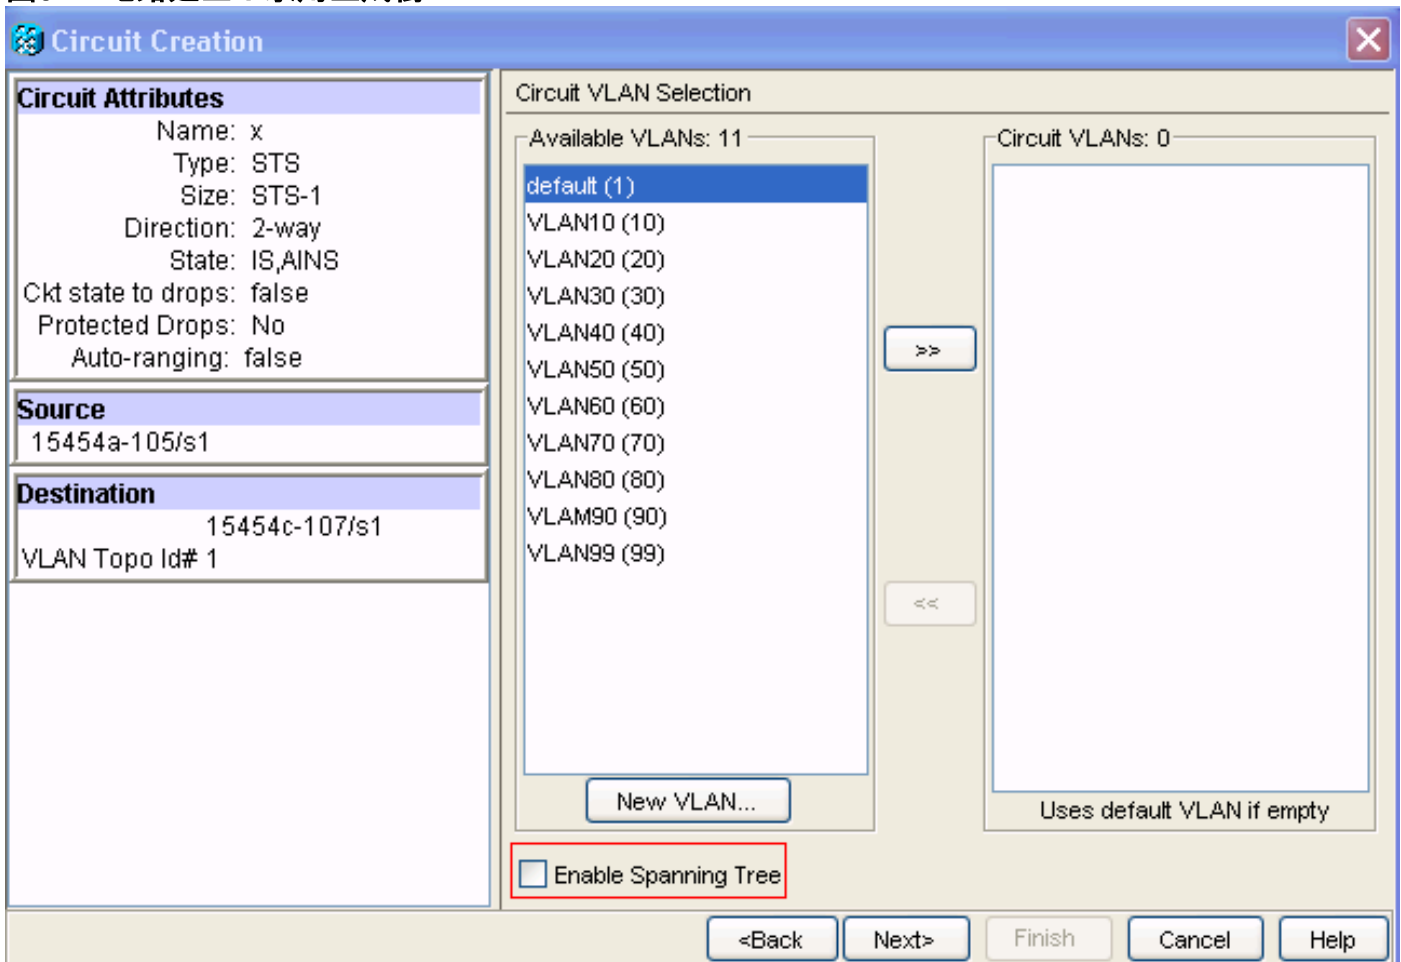 Circuit Creation
Circuit Attributes
Name: x
Type: STS
Size: STS-1
Direction: 2-way
State: IS,AINS
Ckt state to drops: false
Protected Drops: No
Auto-ranging: false
Source
15454a-105/s1
Destination
15454c-107/s1
VLAN Topo Id# 1
Circuit VLAN Selection
Available VLANs: 11
default (1)
VLAN10 (10)
VLAN20 (20)
VLAN30 (30)
VLAN40 (40)
VLAN50 (50)
VLAN60 (60)
VLAN70 (70)
VLAN80 (80)
VLAM90 (90)
VLAN99 (99)
New VLAN...
>>
<<
Circuit VLANs: 0
Uses default VLAN if empty
Enable Spanning Tree
<Back
Next>
Finish
Cancel
Help